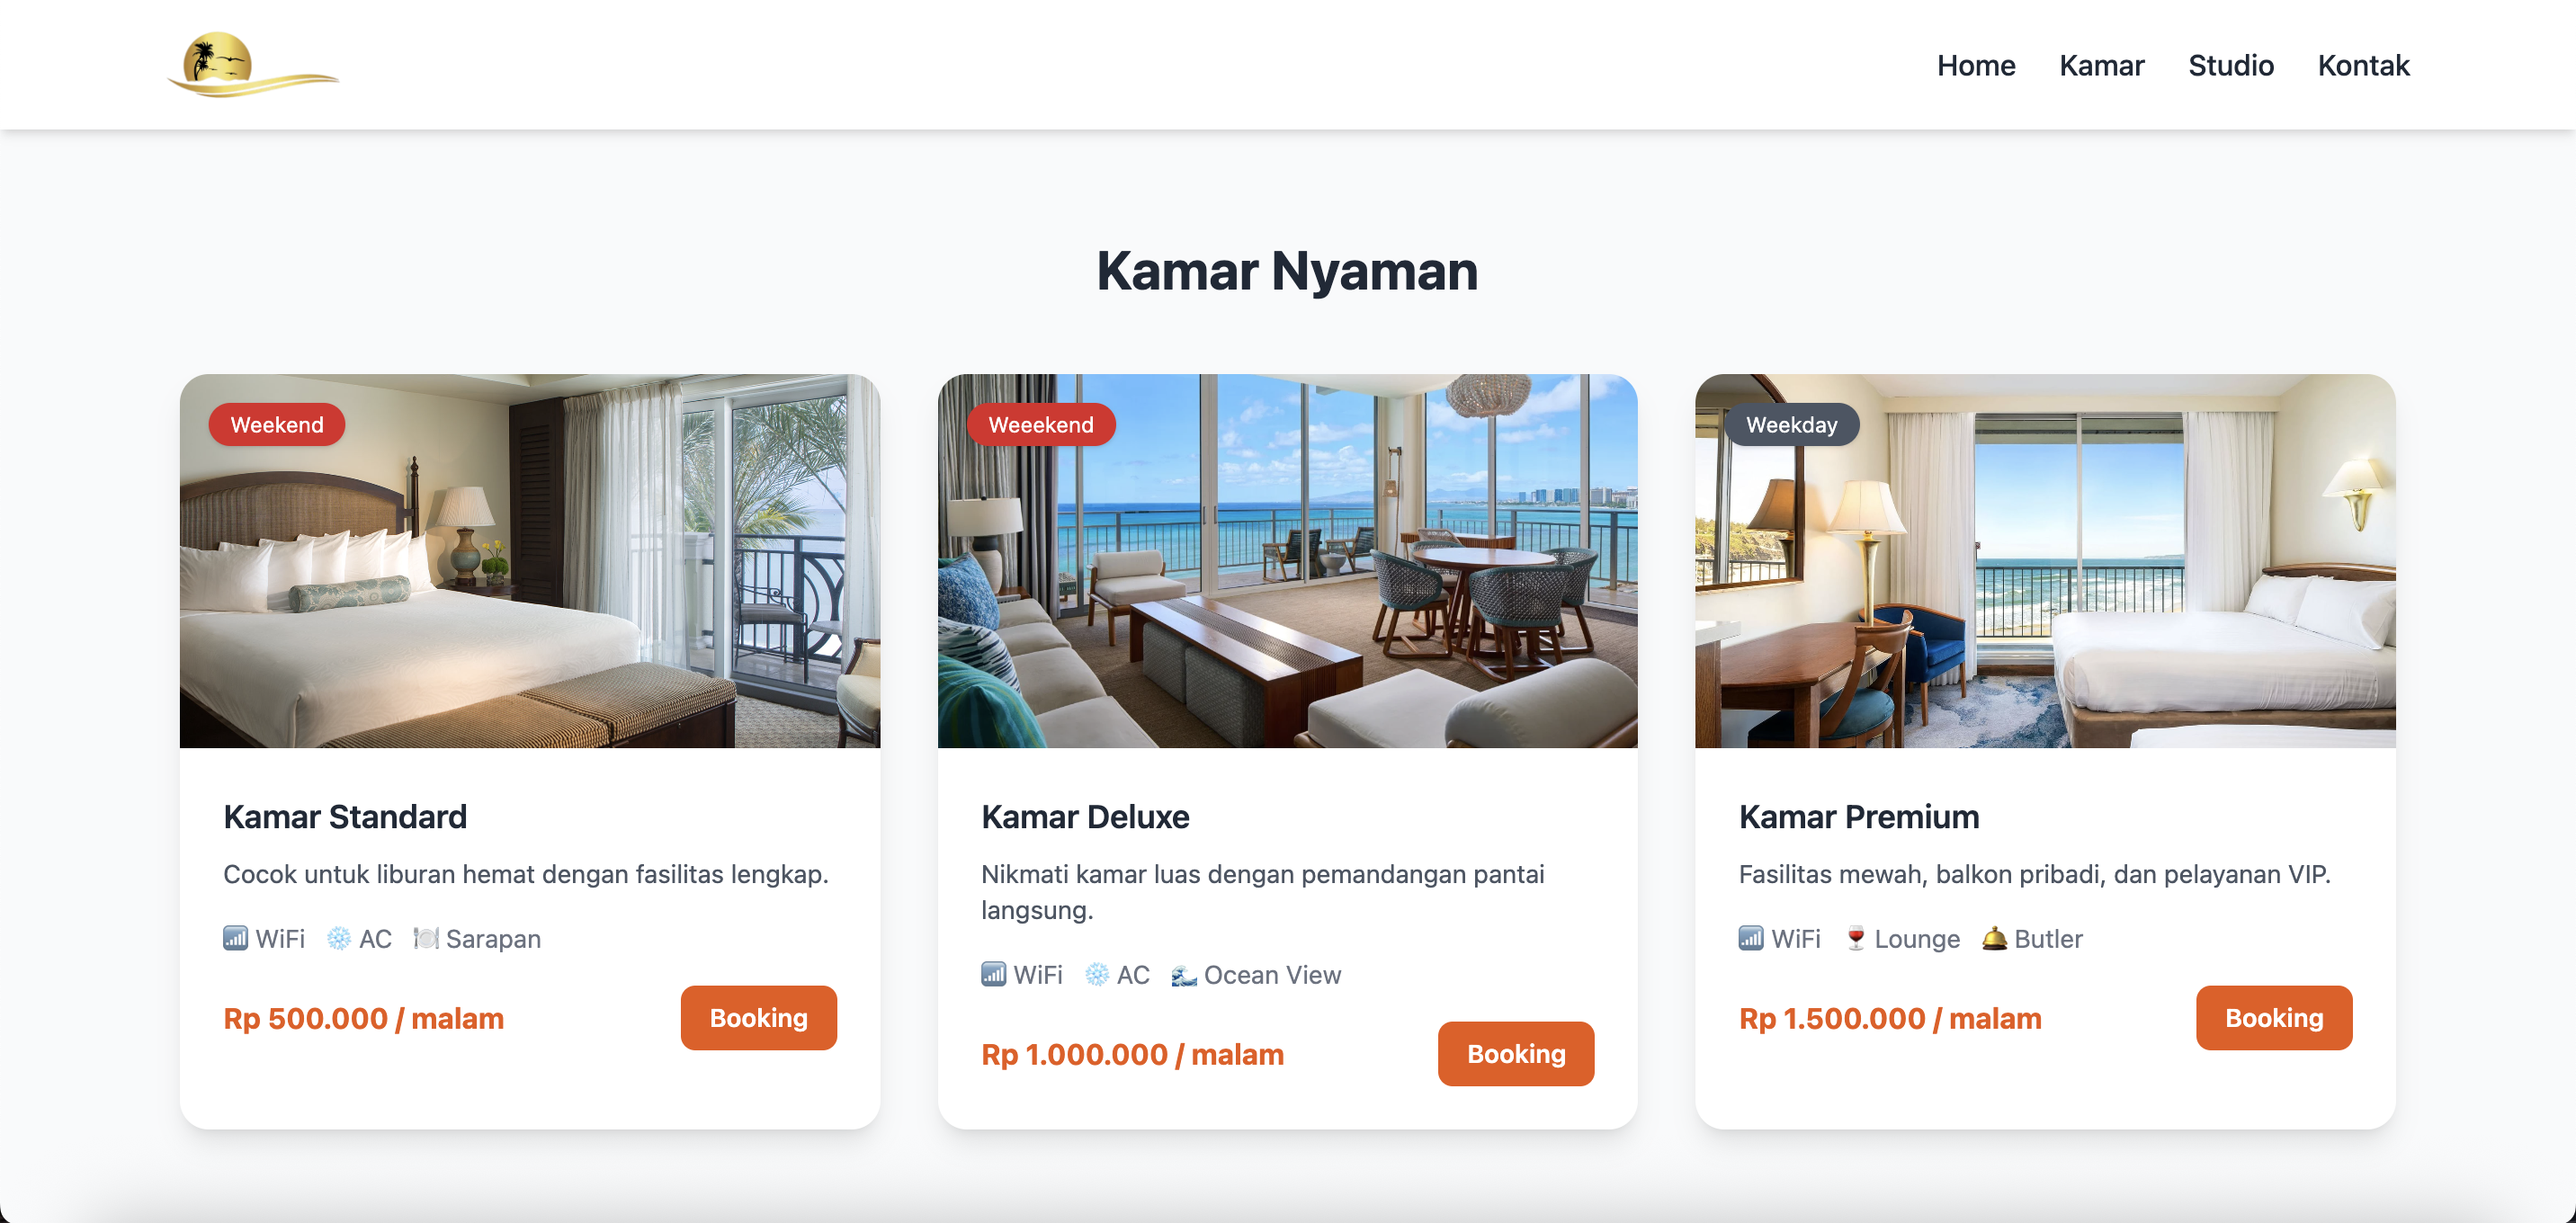 Home Kamar Studio Kontak
Kamar Nyaman
Weekend
Kamar Standard
Cocok untuk liburan hemat dengan fasilitas lengkap.
📶 WiFi ❄️ AC 🍽️ Sarapan
Rp 500.000 / malam
Booking
Weeekend
Kamar Deluxe
Nikmati kamar luas dengan pemandangan pantai
langsung.
📶 WiFi ❄️ AC 🌊 Ocean View
Rp 1.000.000 / malam
Booking
Weekday
Kamar Premium
Fasilitas mewah, balkon pribadi, dan pelayanan VIP.
📶 WiFi 🍷 Lounge 🛎️ Butler
Rp 1.500.000 / malam
Booking